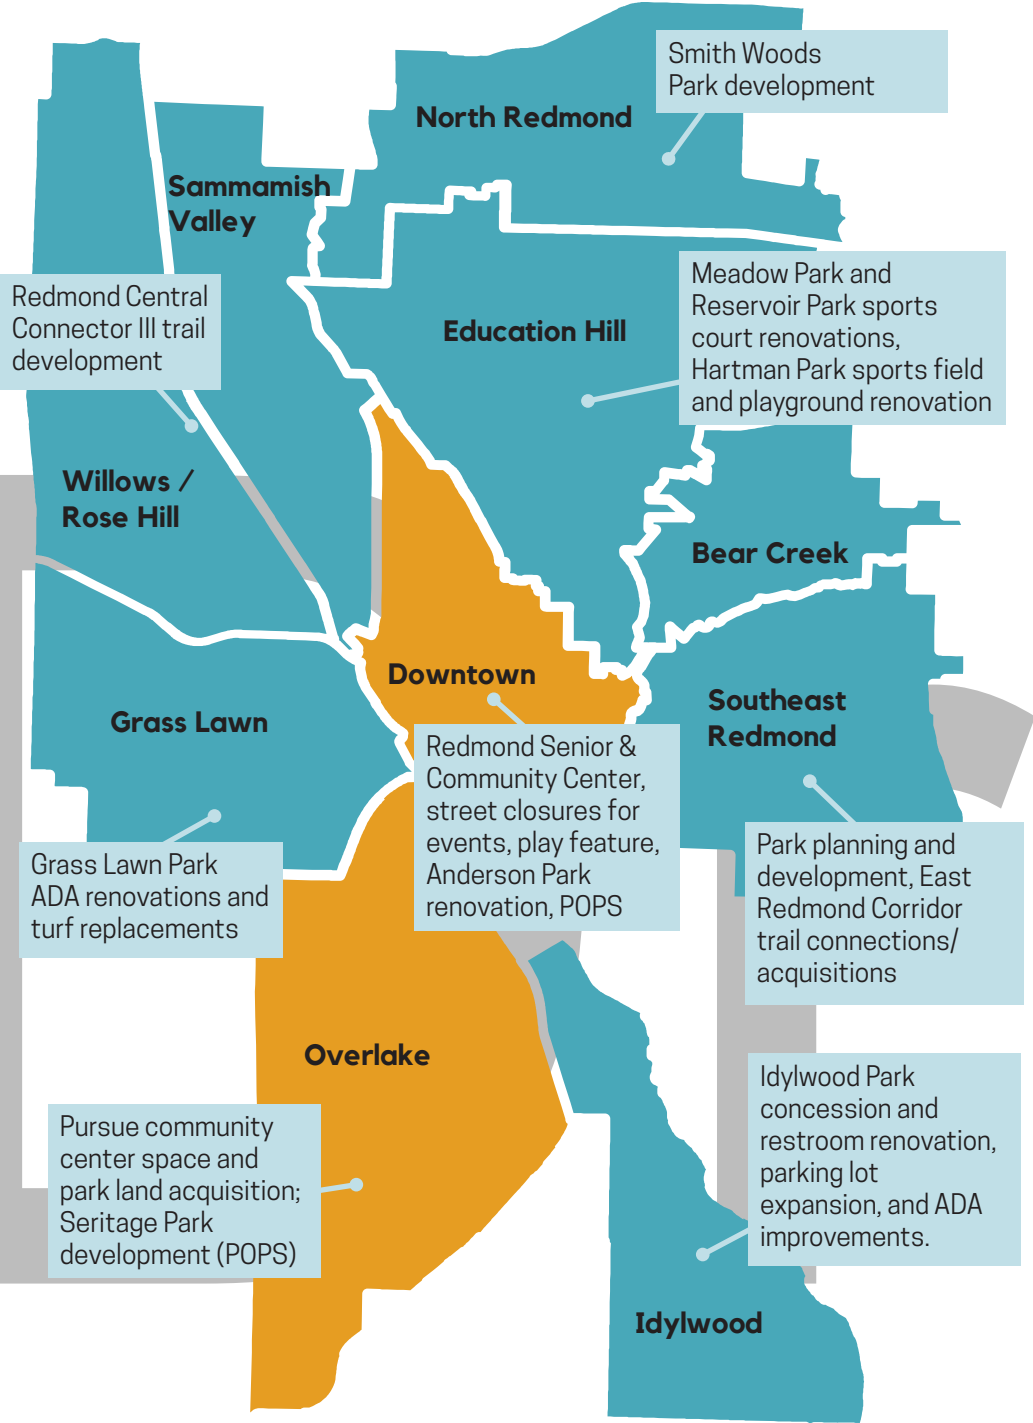 Smith Woods
Park development
North Redmond
Sammamish
Valley
Redmond Central
Connector III trail
development
Meadow Park and
Reservoir Park sports
court renovations,
Hartman Park sports field
and playground renovation
Education Hill
Willows /
Rose Hill
Bear Creek
Downtown
Southeast
Redmond
Grass Lawn
Redmond Senior &
Community Center,
street closures for
events, play feature,
Anderson Park
renovation, POPS
Grass Lawn Park
ADA renovations and
turf replacements
Park planning and
development, East
Redmond Corridor
trail connections/
acquisitions
Overlake
Idylwood Park
concession and
restroom renovation,
parking lot
expansion, and ADA
improvements.
Pursue community
center space and
park land acquisition;
Seritage Park
development (POPS)
Idylwood